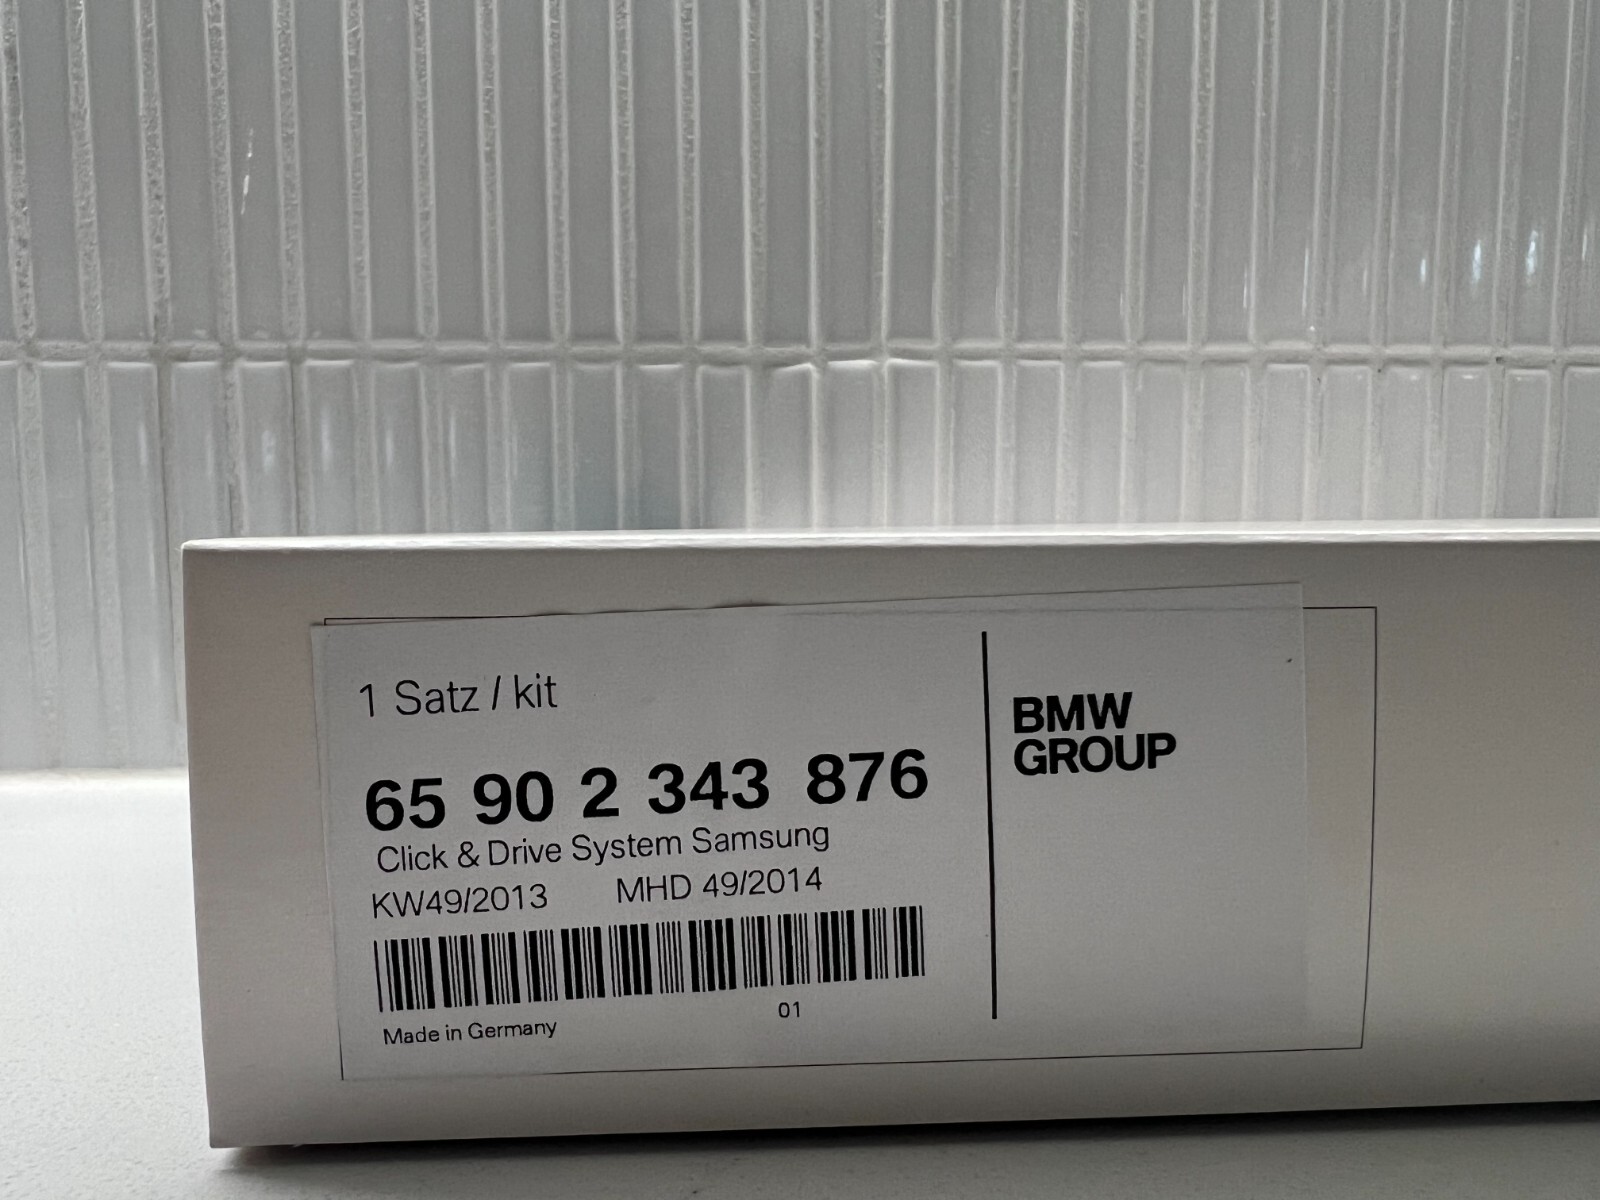 1 Satz / kit
65 90 2 343 876
Click & Drive System Samsung
KW49/2013 MHD 49/2014
01
Made in Germany
BMW
GROUP